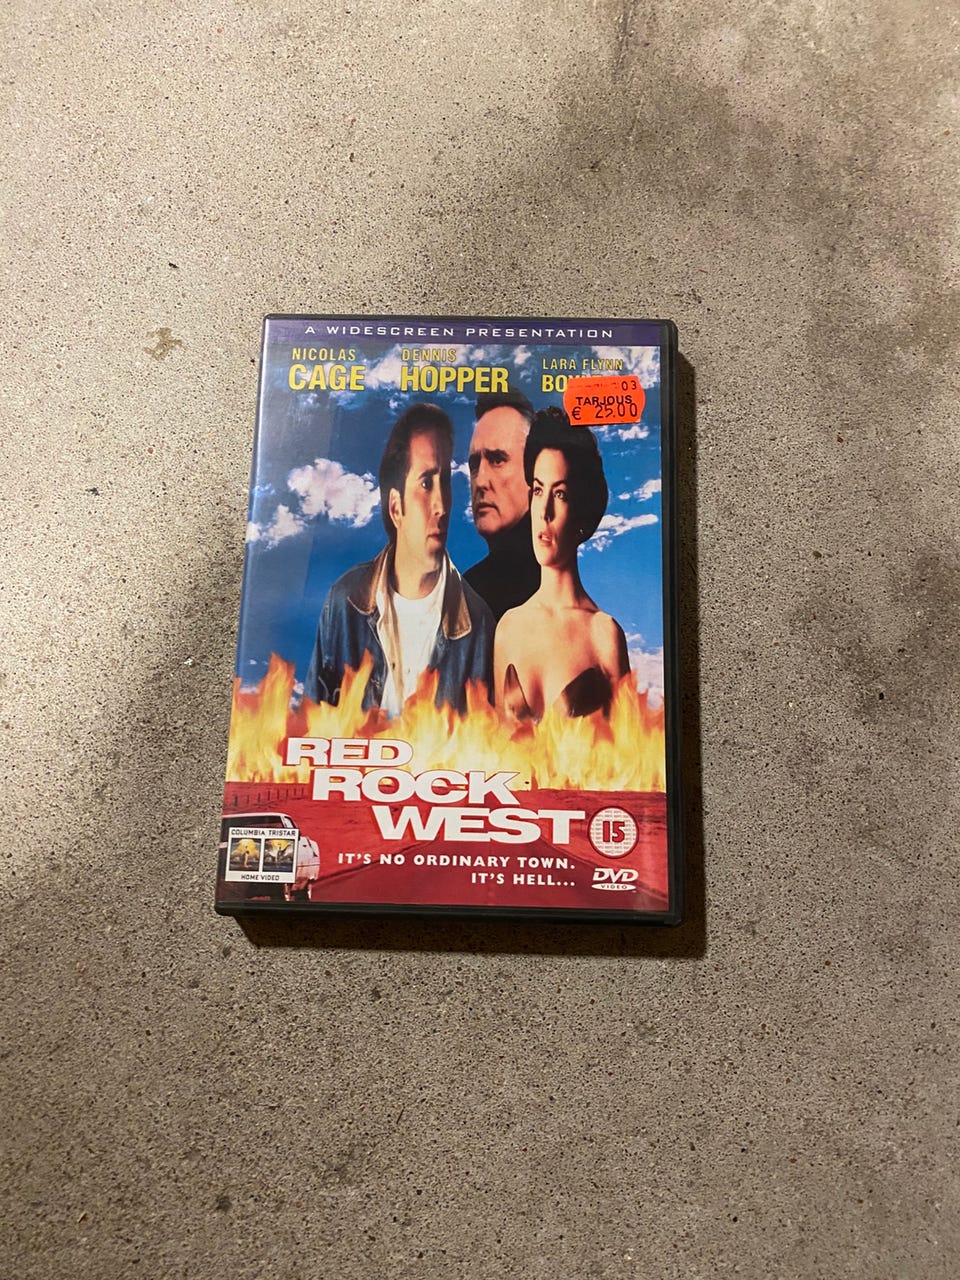 A WIDESCREEN PRESENTATION
NICOLAS
CAGE
DENNIS
HOPPER
LARA FLYNN
TARJOUS
€ 25.00
RED
ROCK
WEST
15
IT'S NO ORDINARY TOWN.
IT'S HELL...
COLUMBIA TRISTAR
HOME VIDEO
DVD
VIDEO